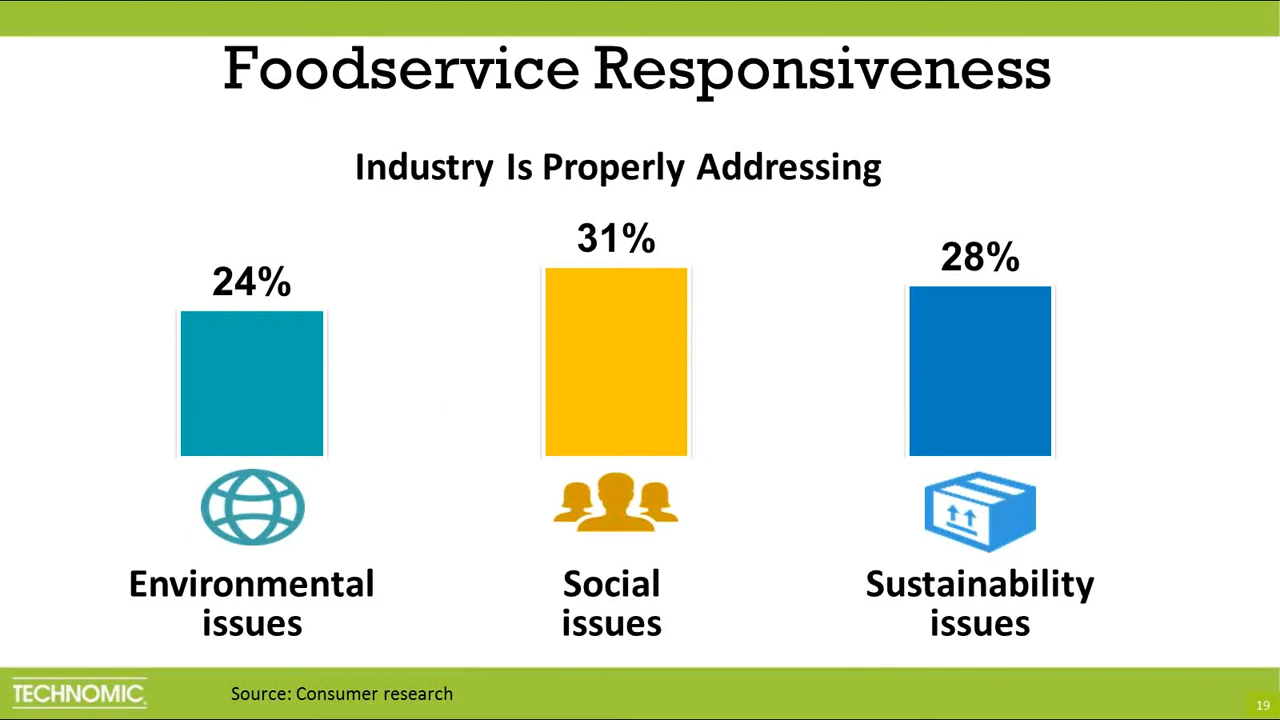 Foodservice Responsiveness
Industry Is Properly Addressing
24%
31%
28%
Environmental
issues
Social
issues
Sustainability
issues
TECHNOMIC
Source: Consumer research
19